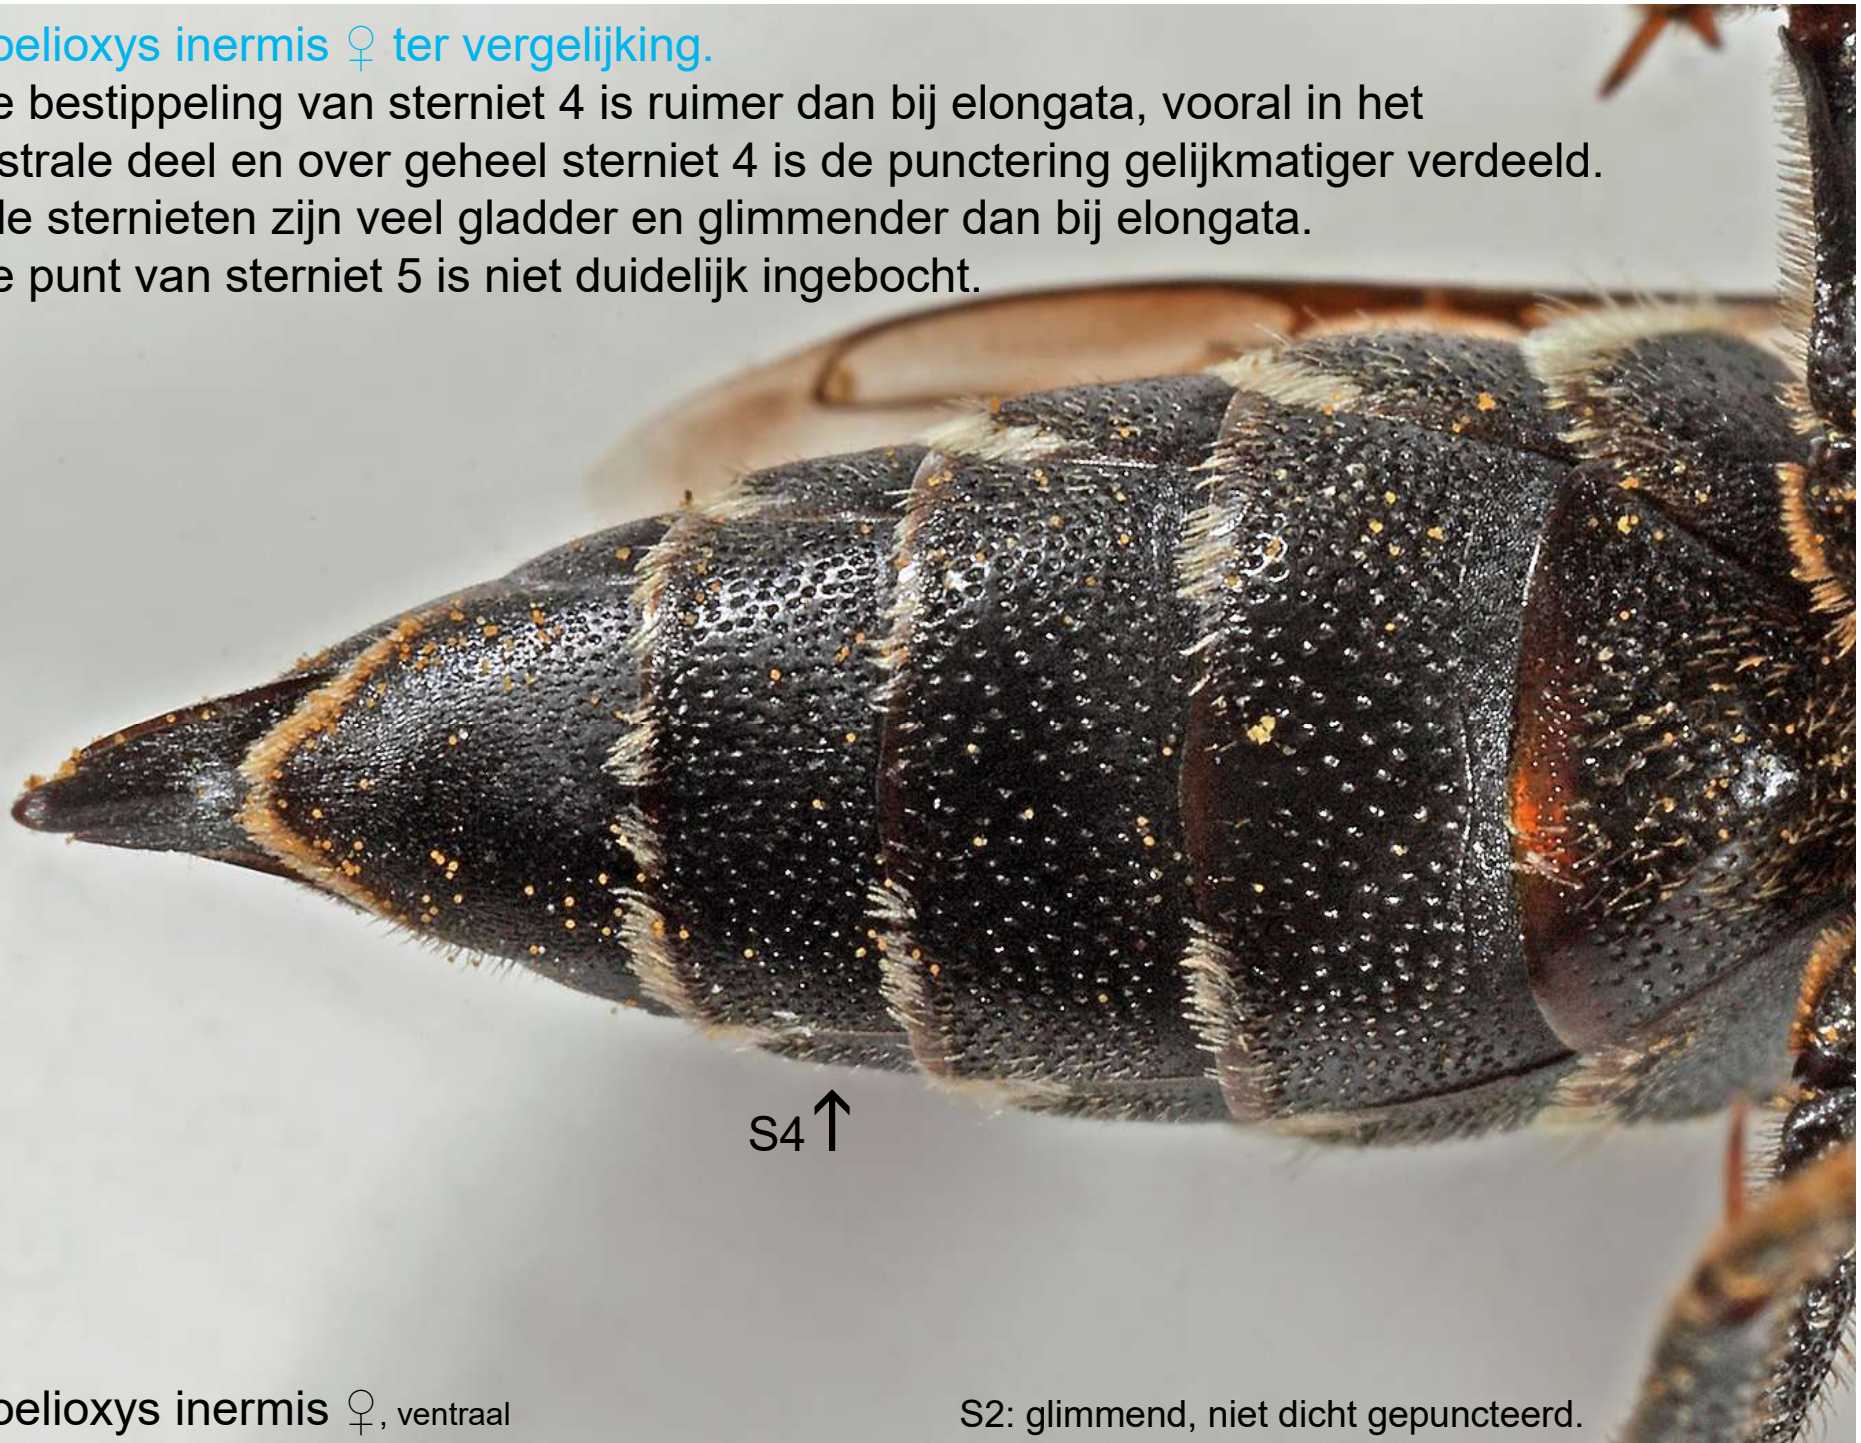 oelioxys inermis ♀ ter vergelijking.
e bestippeling van sterniet 4 is ruimer dan bij elongata, vooral in het
strale deel en over geheel sterniet 4 is de punctering gelijkmatiger verdeeld.
le sternieten zijn veel gladder en glimmender dan bij elongata.
e punt van sterniet 5 is niet duidelijk ingebocht.
S4↑
oelioxys inermis ♀, ventraal
S2: glimmend, niet dicht gepuncteerd.